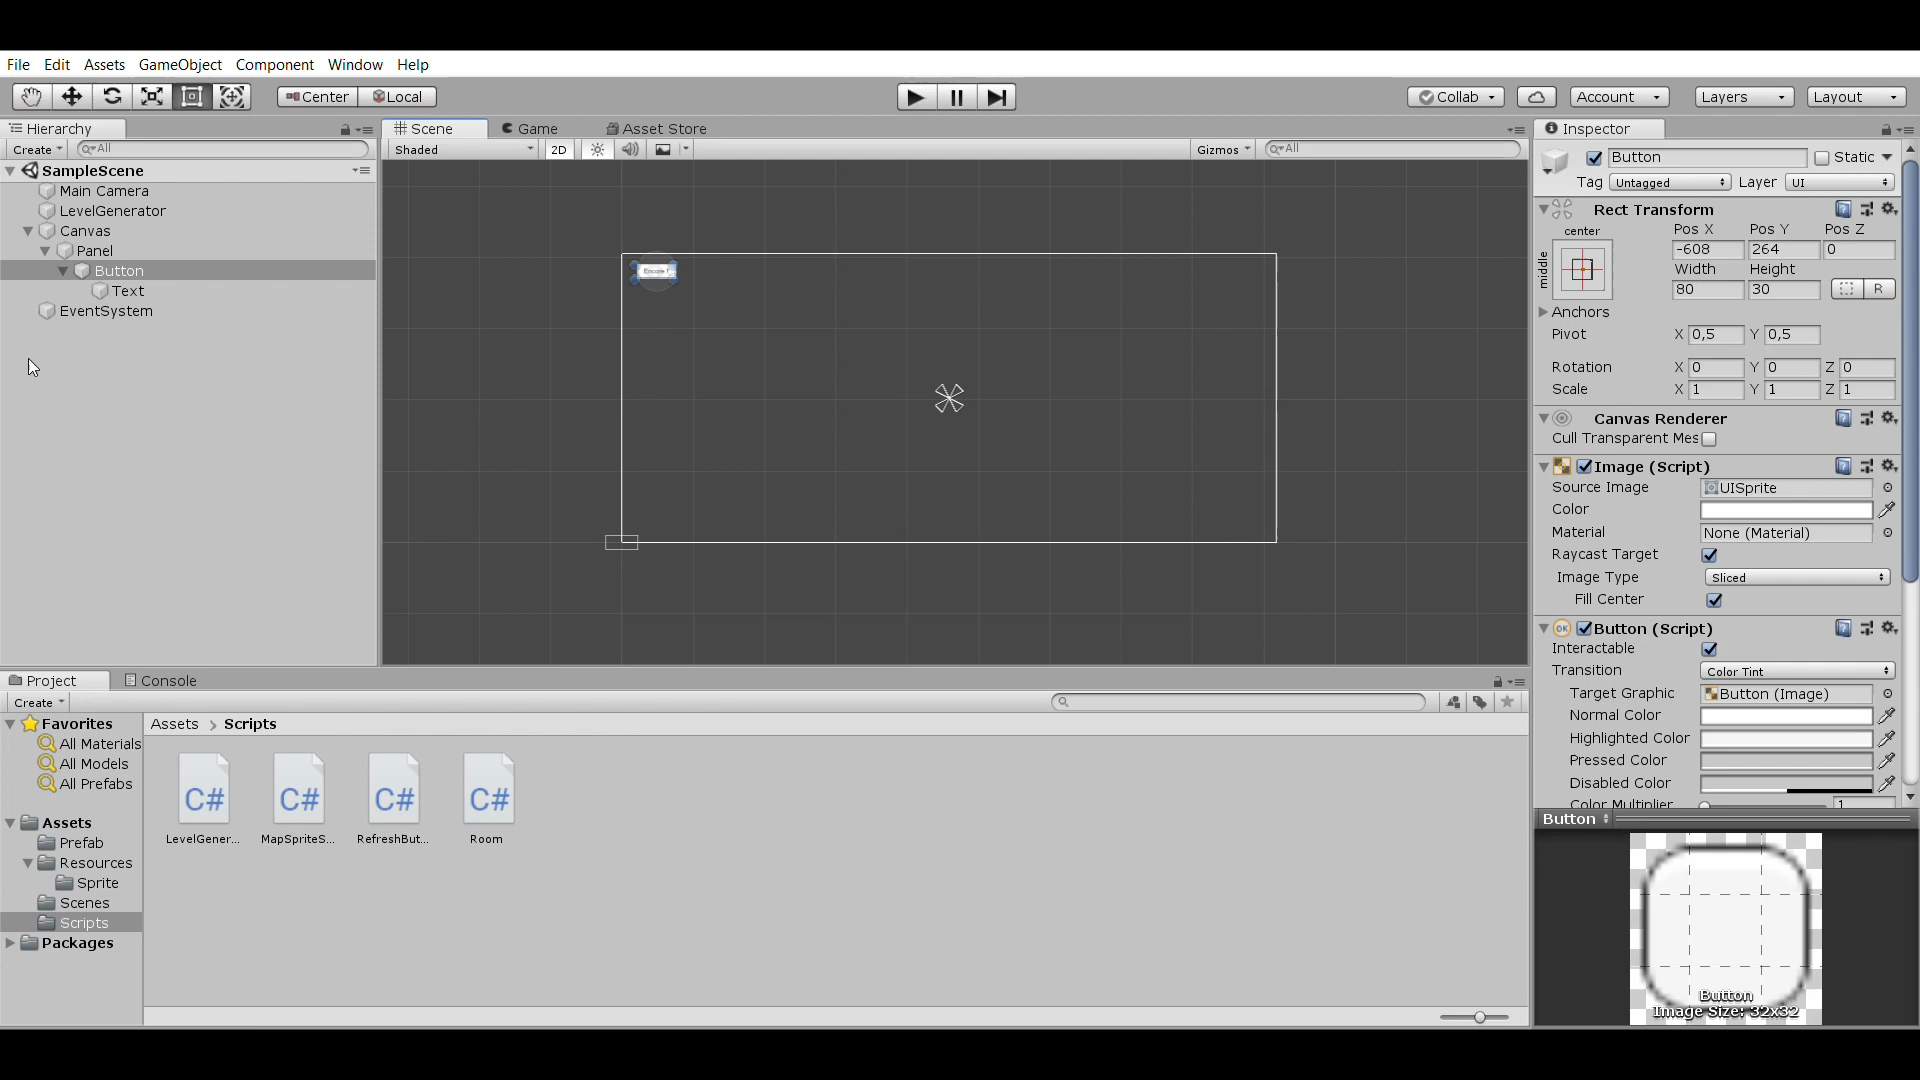 File Edit Assets GameObject Component Window Help
Center Local Collab Account Layers Layout
Hierarchy
Create All
SampleScene
Main Camera
LevelGenerator
Canvas
Panel
Button
Text
EventSystem
Scene Game Asset Store
Shaded 2D Gizmos All
Inspector
Button Static
Tag Untagged Layer UI
Rect Transform
center
middle
Pos X Pos Y Pos Z
-608 264 0
Width Height
80 30 R
Anchors
Pivot X 0,5 Y 0,5
Rotation X 0 Y 0 Z 0
Scale X 1 Y 1 Z 1
Canvas Renderer
Cull Transparent Mes
Image (Script)
Source Image UISprite
Color
Material None (Material)
Raycast Target
Image Type Sliced
Fill Center
OK Button (Script)
Interactable
Transition Color Tint
Target Graphic Button (Image)
Normal Color
Highlighted Color
Pressed Color
Disabled Color
Color Multiplier 1
Button
Button
Image Size: 32x32
Project Console
Create
Favorites
All Materials
All Models
All Prefabs
Assets
Prefab
Resources
Sprite
Scenes
Scripts
Packages
Assets > Scripts
C# C# C# C#
LevelGener... MapSpriteS... RefreshBut... Room